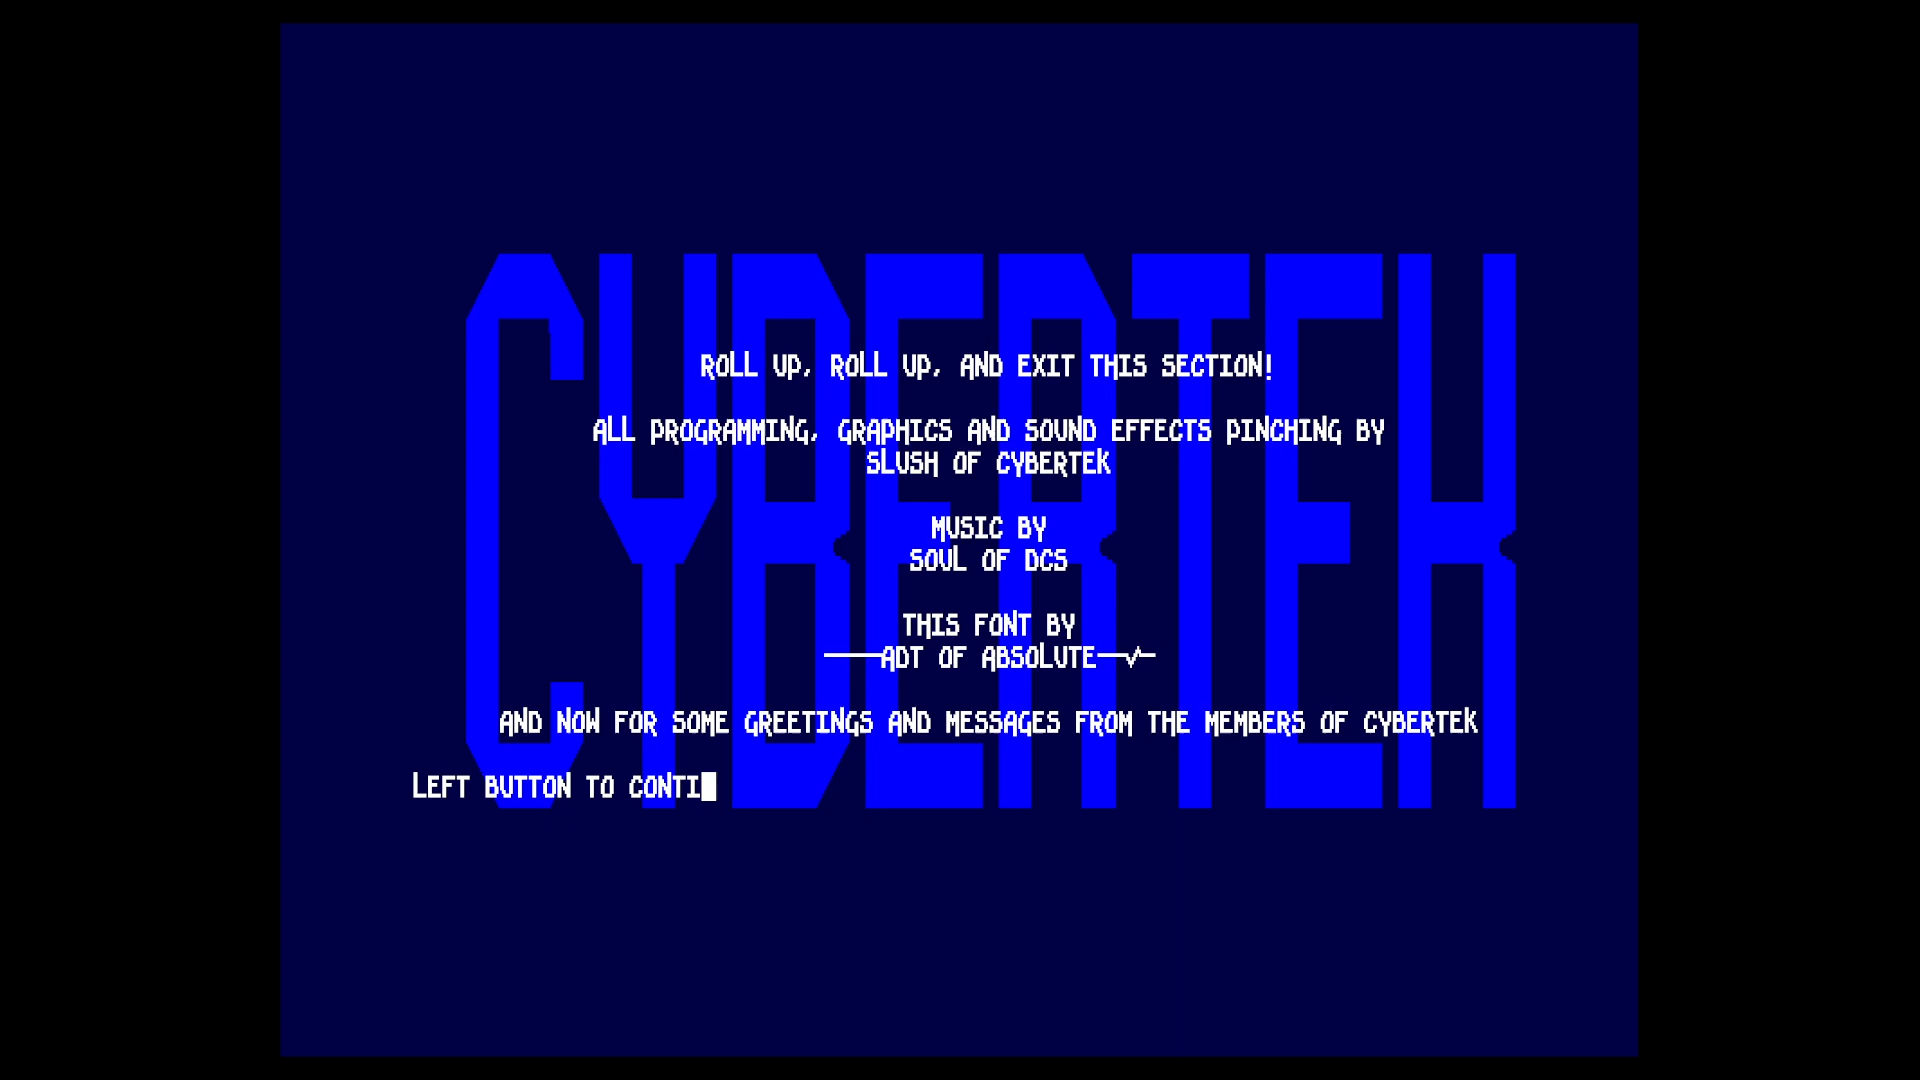 CYBERTEK
ROLL UP, ROLL UP, AND EXIT THIS SECTION!
ALL PROGRAMMING, GRAPHICS AND SOUND EFFECTS PINCHING BY
SLUSH OF CYBERTEK
MUSIC BY
SOUL OF DCS
THIS FONT BY
ADT OF ABSOLUTE
AND NOW FOR SOME GREETINGS AND MESSAGES FROM THE MEMBERS OF CYBERTEK
LEFT BUTTON TO CONTI